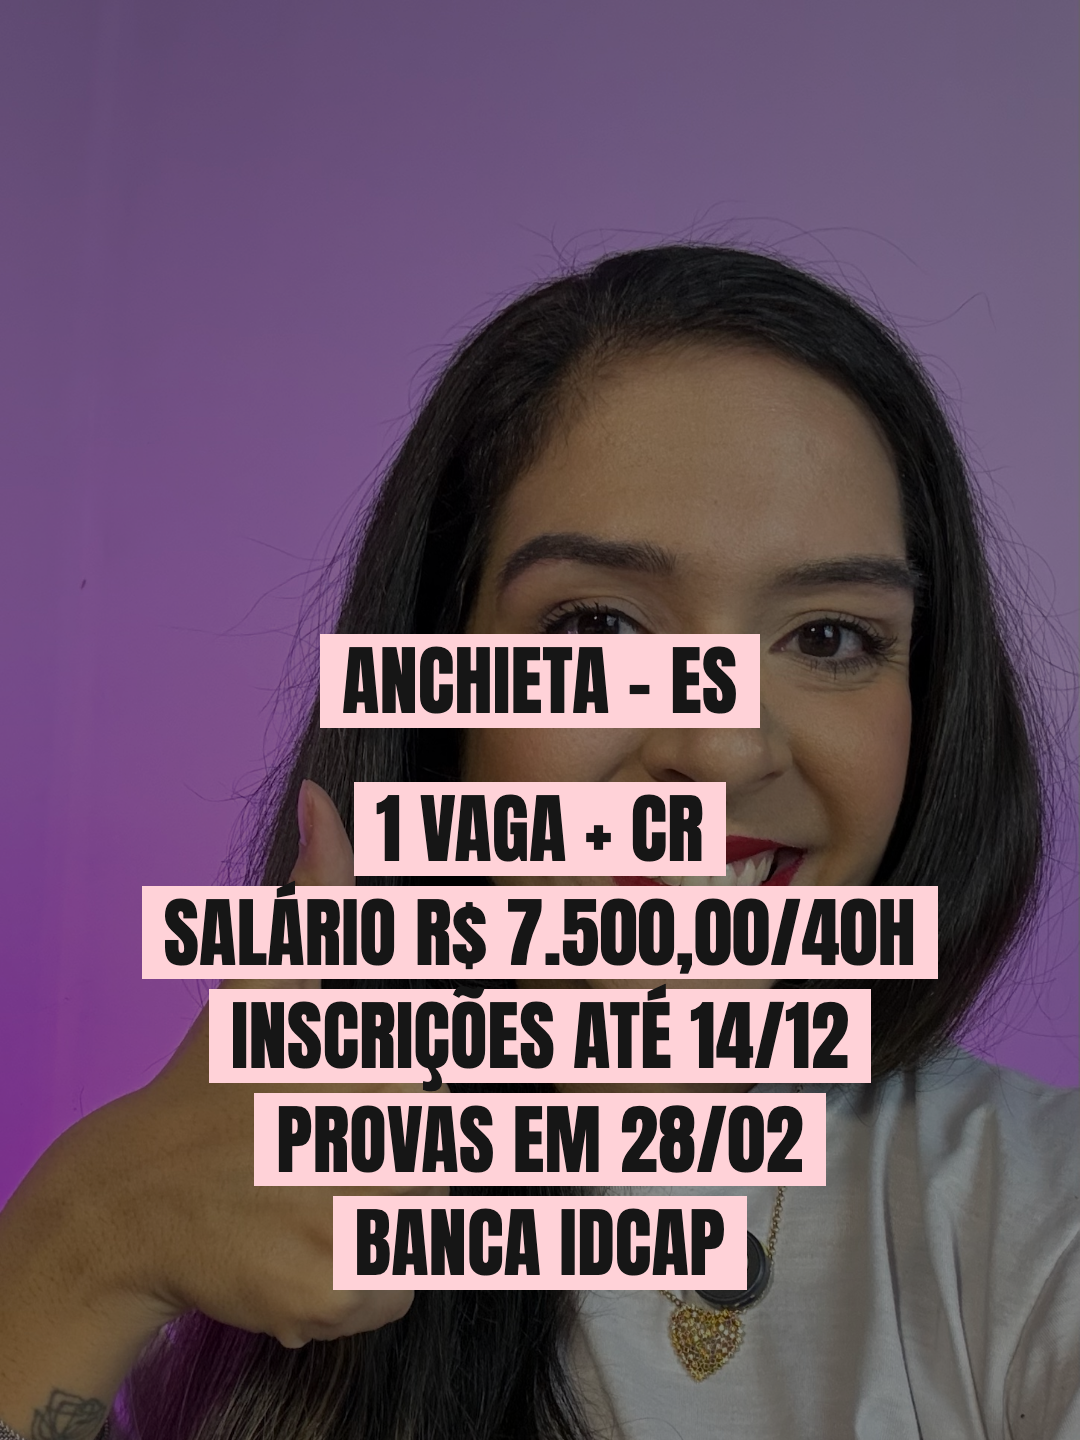 ANCHIETA - ES
1 VAGA + CR
SALÁRIO R$ 7.500,00/40H
INSCRIÇÕES ATÉ 14/12
PROVAS EM 28/02
BANCA IDCAP